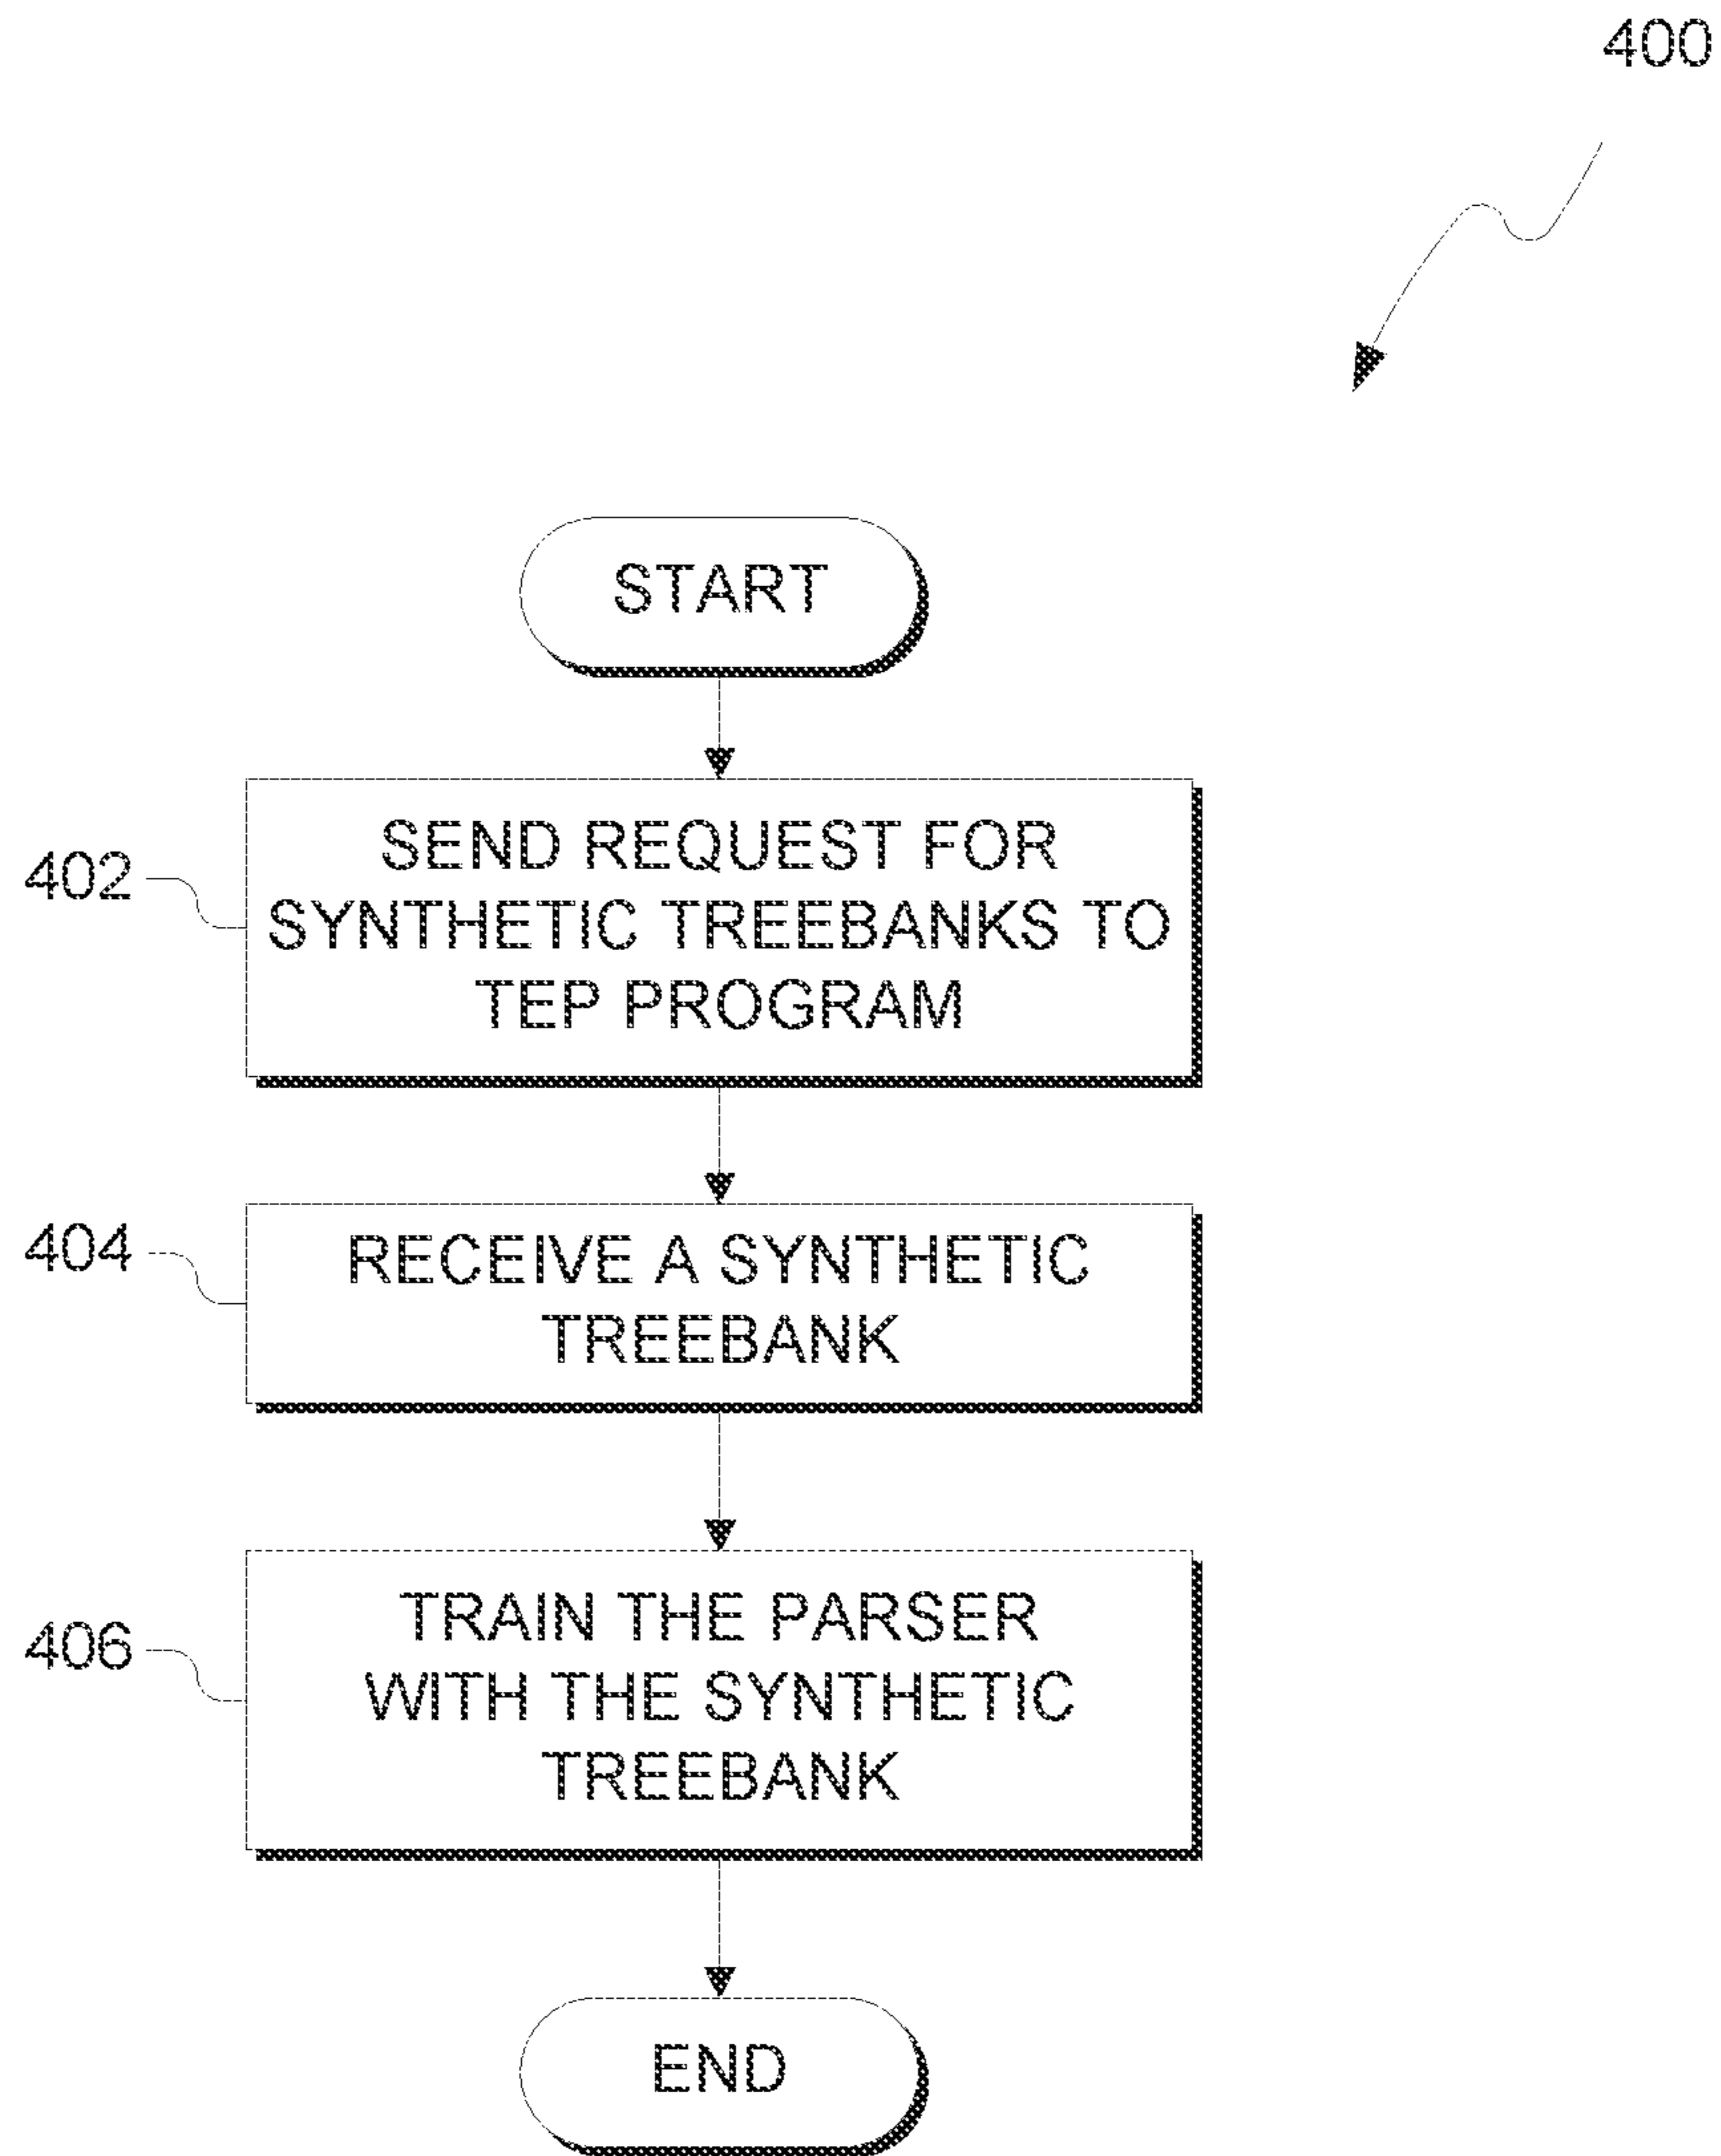 400
START
402
SEND REQUEST FOR
SYNTHETIC TREEBANKS TO
TEP PROGRAM
404
RECEIVE A SYNTHETIC
TREEBANK
406
TRAIN THE PARSER
WITH THE SYNTHETIC
TREEBANK
END